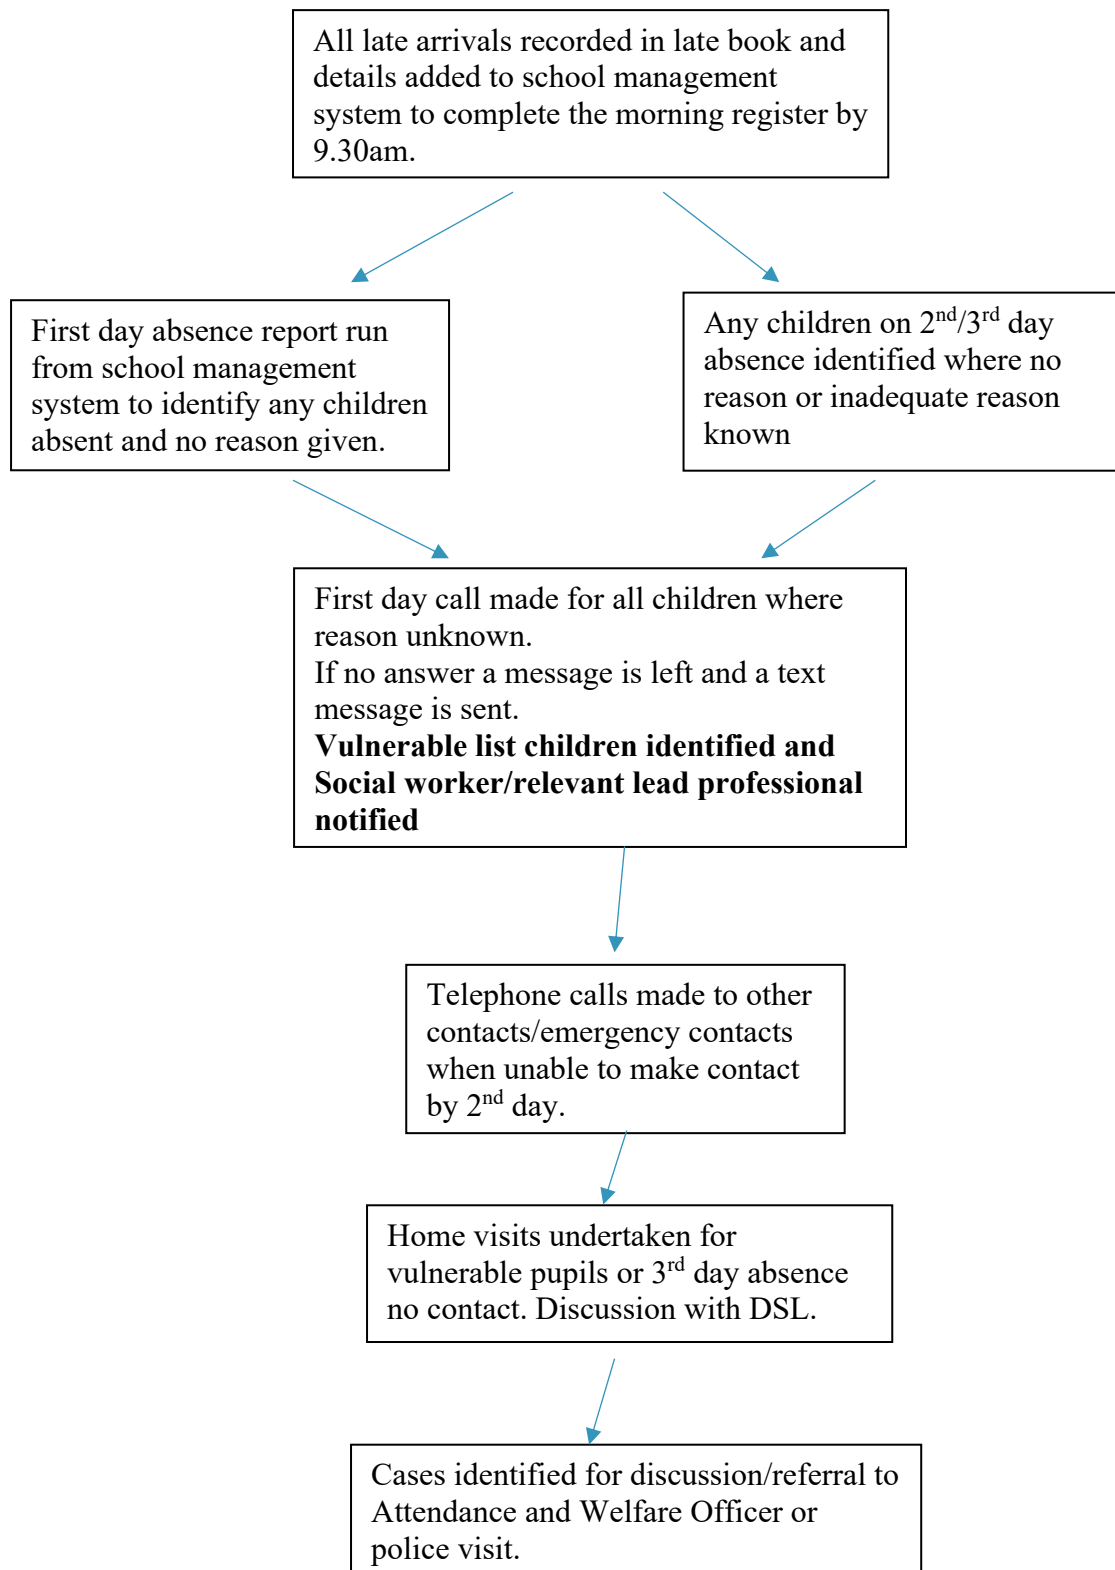 All late arrivals recorded in late book and
details added to school management
system to complete the morning register by
9.30am.
First day absence report run
from school management
system to identify any children
absent and no reason given.
Any children on 2nd/3rd day
absence identified where no
reason or inadequate reason
known
First day call made for all children where
reason unknown.
If no answer a message is left and a text
message is sent.
Vulnerable list children identified and
Social worker/relevant lead professional
notified
Telephone calls made to other
contacts/emergency contacts
when unable to make contact
by 2nd day.
Home visits undertaken for
vulnerable pupils or 3rd day absence
no contact. Discussion with DSL.
Cases identified for discussion/referral to
Attendance and Welfare Officer or
police visit.